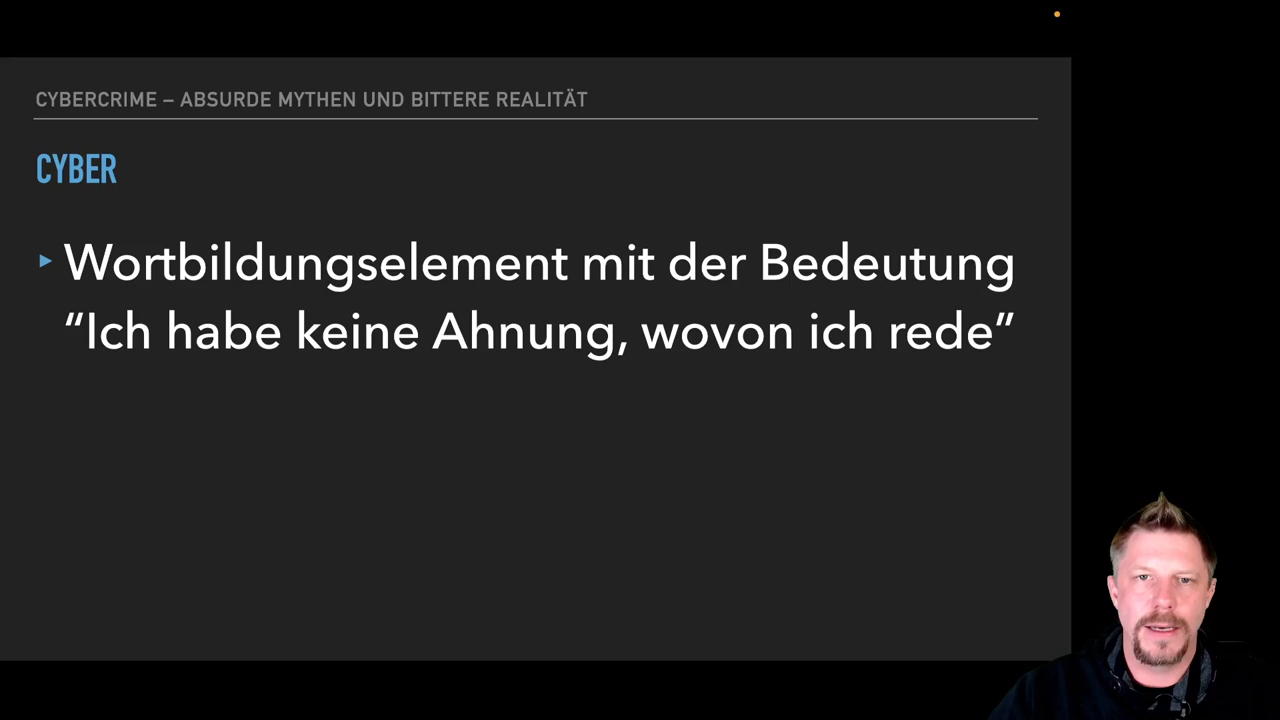 CYBERCRIME – ABSURDE MYTHEN UND BITTERE REALITÄT
CYBER
‣ Wortbildungselement mit der Bedeutung
“Ich habe keine Ahnung, wovon ich rede”